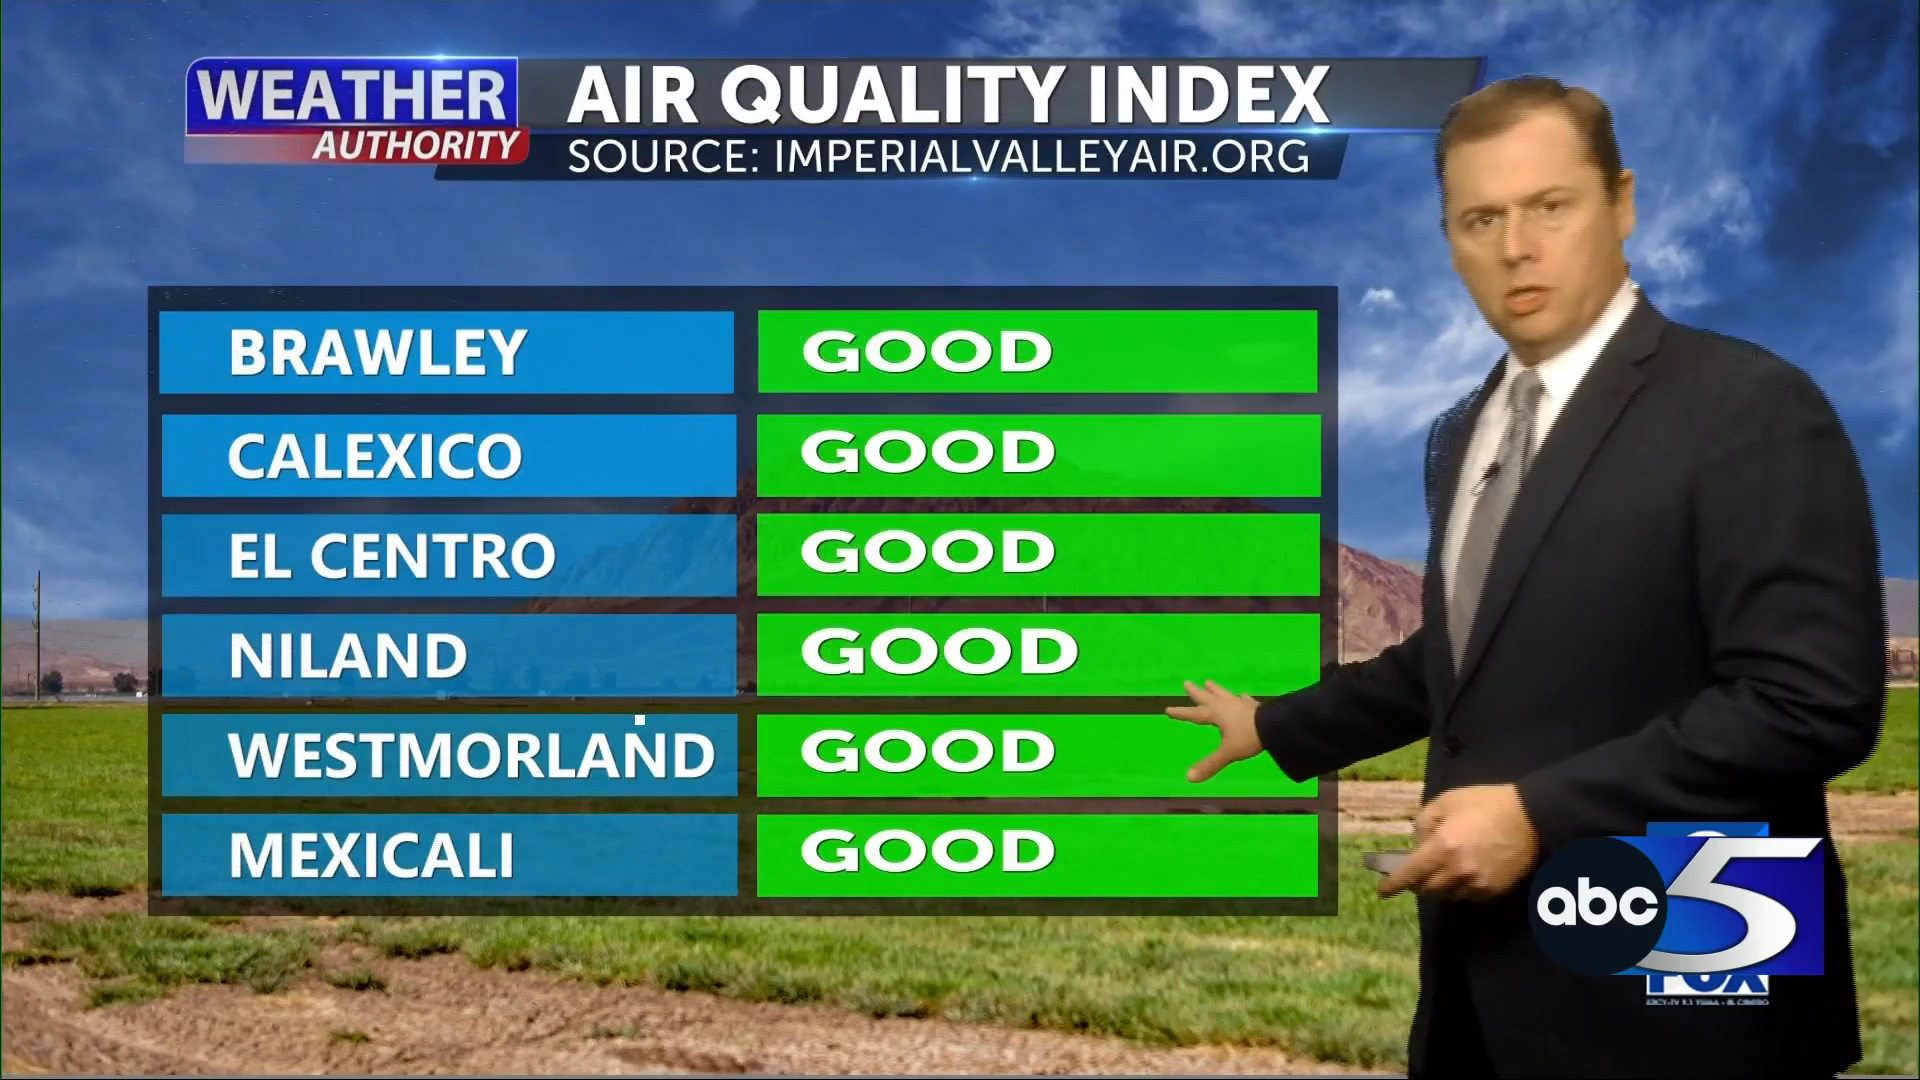 WEATHER
AUTHORITY
AIR QUALITY INDEX
SOURCE: IMPERIALVALLEYAIR.ORG
BRAWLEY GOOD
CALEXICO GOOD
EL CENTRO GOOD
NILAND GOOD
WESTMORLAND GOOD
MEXICALI GOOD
abc 5
FOX